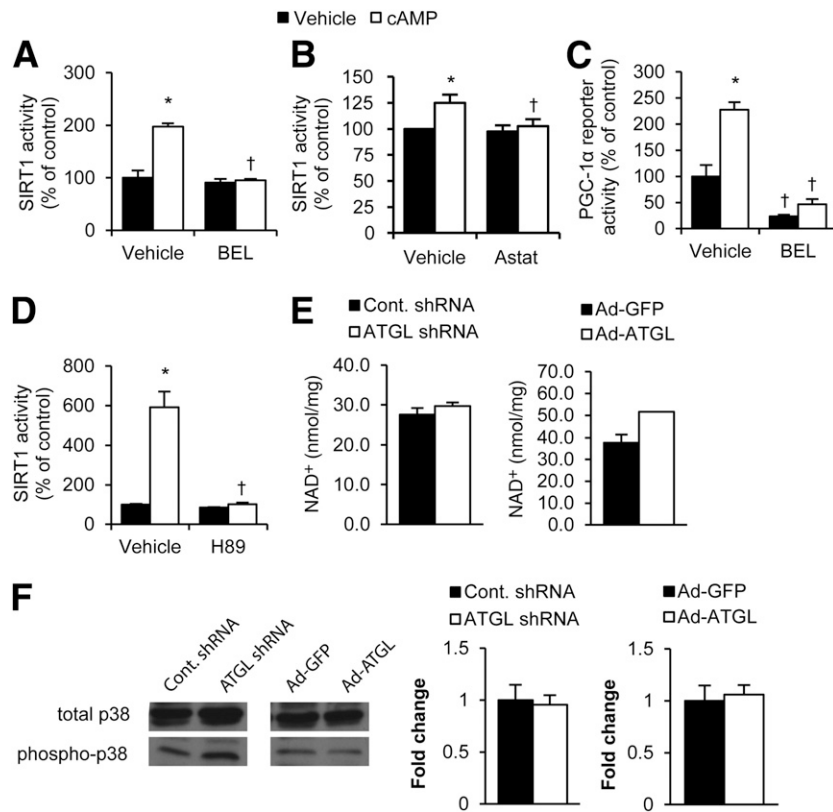 Vehicle cAMP
A
SIRT1 activity
(% of control)
300
200
100
0
*
†
Vehicle BEL
B
SIRT1 activity
(% of control)
150
125
100
75
50
25
0
*
†
Vehicle Astat
C
PGC-1α reporter
activity (% of control)
300
250
200
150
100
50
0
*
† †
Vehicle BEL
D
SIRT1 activity
(% of control)
800
600
400
200
0
*
†
Vehicle H89
E
Cont. shRNA
ATGL shRNA
NAD+ (nmol/mg)
40.0
30.0
20.0
10.0
0.0
Ad-GFP
Ad-ATGL
NAD+ (nmol/mg)
70.0
60.0
50.0
40.0
30.0
20.0
10.0
0.0
F
Cont. shRNA
ATGL shRNA
Ad-GFP
Ad-ATGL
total p38
phospho-p38
Cont. shRNA
ATGL shRNA
Fold change
1.5
1
0.5
0
Ad-GFP
Ad-ATGL
Fold change
1.5
1
0.5
0